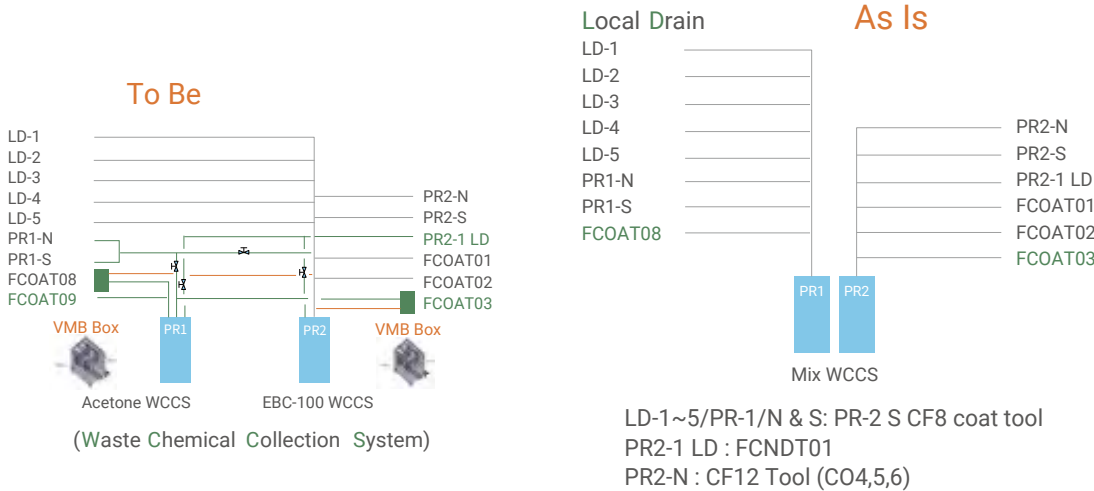 To Be
LD-1
LD-2
LD-3
LD-4
LD-5
PR1-N
PR1-S
FCOAT08
FCOAT09
PR2-N
PR2-S
PR2-1 LD
FCOAT01
FCOAT02
FCOAT03
VMB Box
PR1
PR2
VMB Box
Acetone WCCS
EBC-100 WCCS
(Waste Chemical Collection System)
As Is
Local Drain
LD-1
LD-2
LD-3
LD-4
LD-5
PR1-N
PR1-S
FCOAT08
PR2-N
PR2-S
PR2-1 LD
FCOAT01
FCOAT02
FCOAT03
PR1
PR2
Mix WCCS
LD-1~5/PR-1/N & S: PR-2 S CF8 coat tool
PR2-1 LD : FCNDT01
PR2-N : CF12 Tool (CO4,5,6)